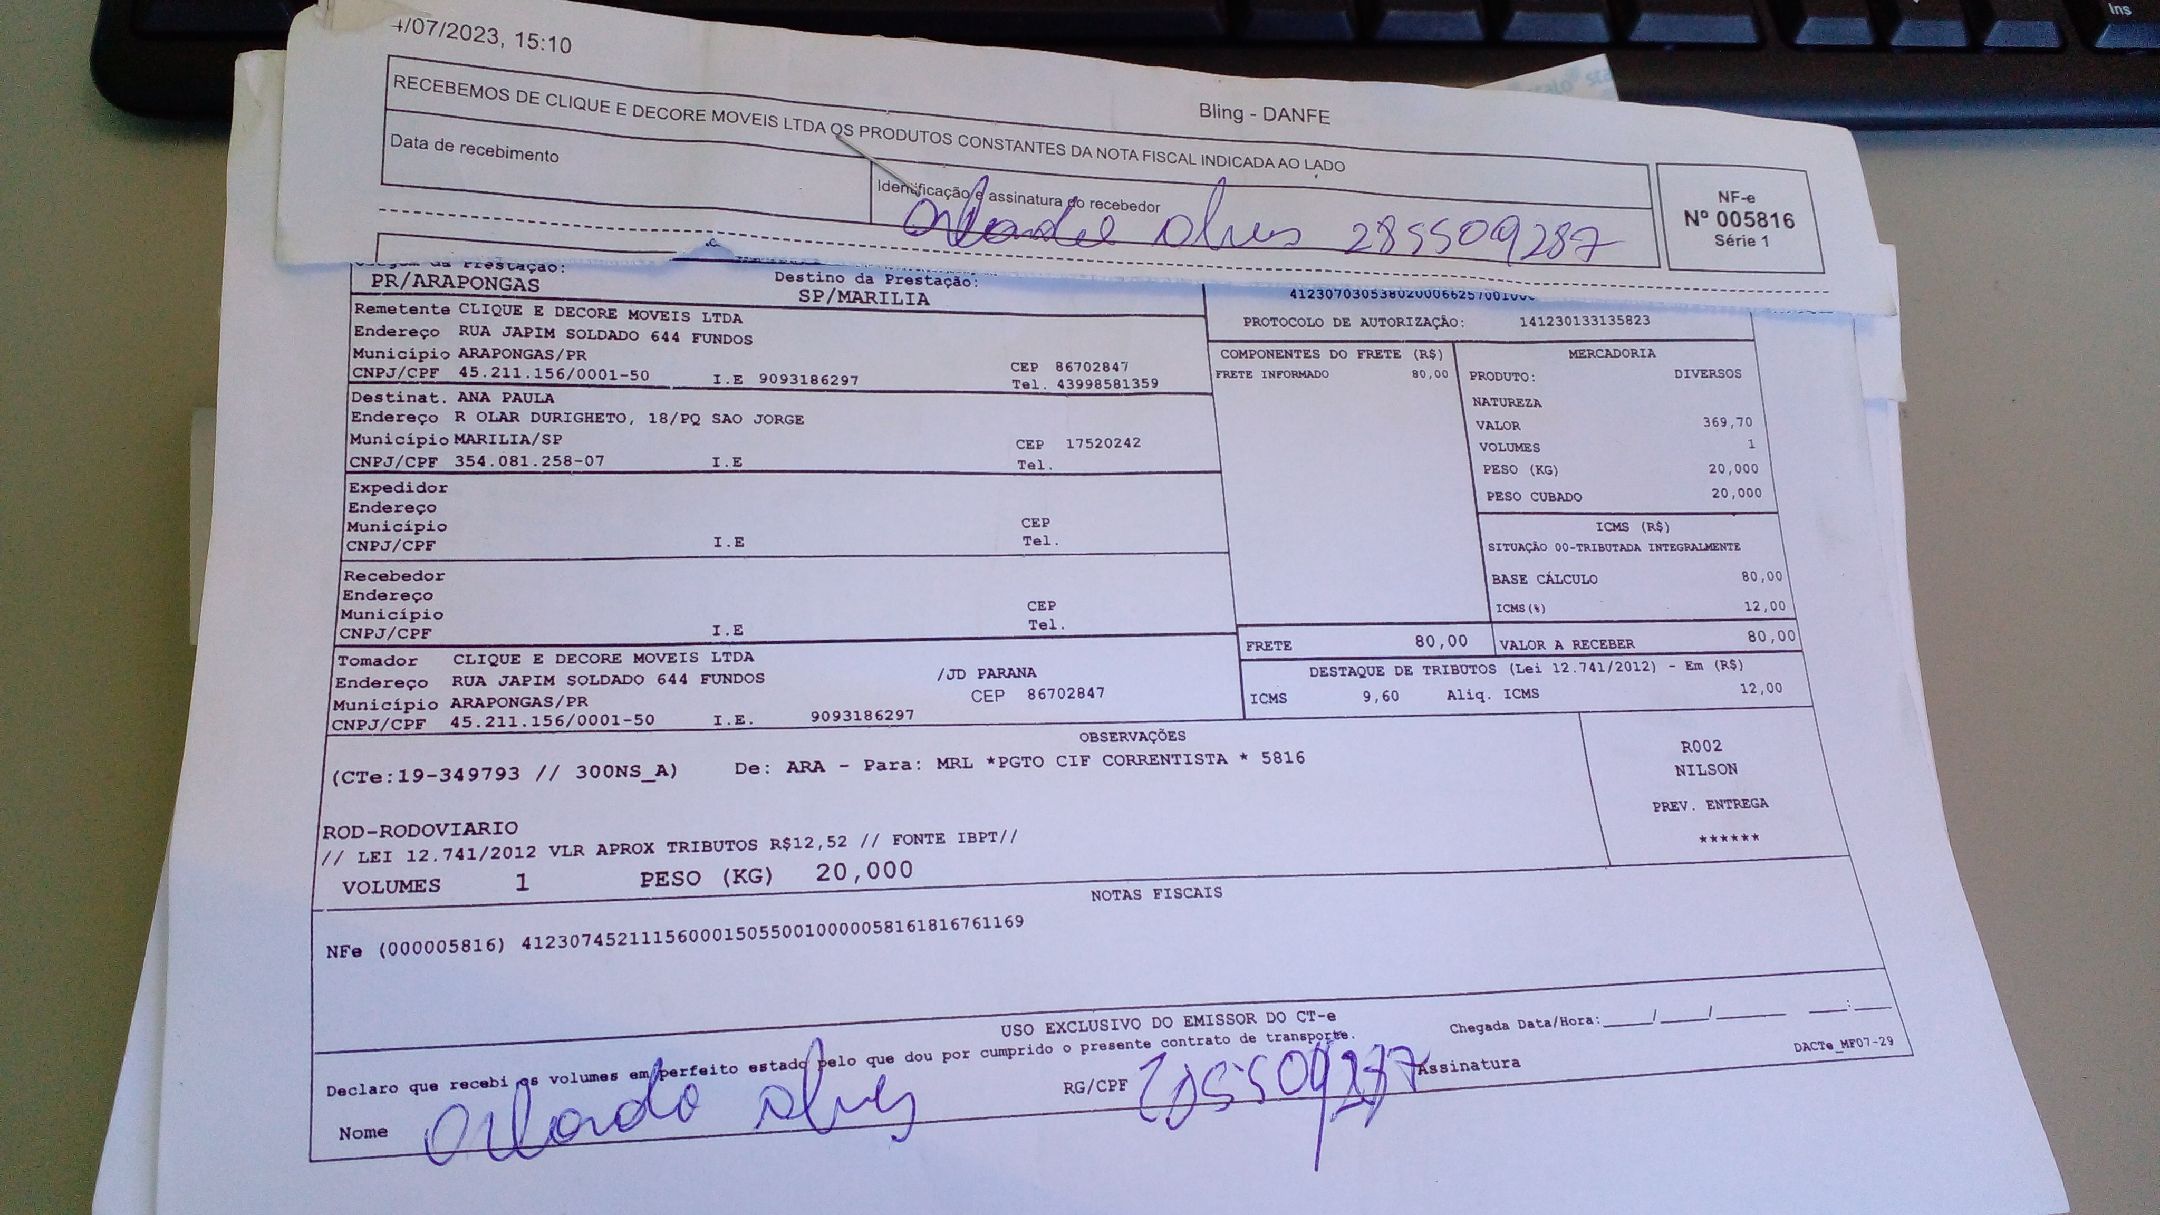 /07/2023, 15:10
Bling - DANFE
RECEBEMOS DE CLIQUE E DECORE MOVEIS LTDA OS PRODUTOS CONSTANTES DA NOTA FISCAL INDICADA AO LADO
Data de recebimento
Identificação e assinatura do recebedor
285509287
NF-e
Nº 005816
Série 1
Origem da Prestação:
PR/ARAPONGAS
Destino da Prestação:
SP/MARILIA
PROTOCOLO DE AUTORIZAÇÃO: 141230133135823
Remetente CLIQUE E DECORE MOVEIS LTDA
Endereço RUA JAPIM SOLDADO 644 FUNDOS
Município ARAPONGAS/PR CEP 86702847
CNPJ/CPF 45.211.156/0001-50 I.E 9093186297 Tel. 43998581359
Destinat. ANA PAULA
Endereço R OLAR DURIGHETO, 18/PQ SAO JORGE
Município MARILIA/SP CEP 17520242
CNPJ/CPF 354.081.258-07 I.E Tel.
Expedidor
Endereço
Município CEP
CNPJ/CPF I.E Tel.
Recebedor
Endereço
Município CEP
CNPJ/CPF I.E Tel.
Tomador CLIQUE E DECORE MOVEIS LTDA
Endereço RUA JAPIM SOLDADO 644 FUNDOS /JD PARANA
Município ARAPONGAS/PR CEP 86702847
CNPJ/CPF 45.211.156/0001-50 I.E. 9093186297
COMPONENTES DO FRETE (R$)
FRETE INFORMADO 80,00
MERCADORIA
PRODUTO: DIVERSOS
NATUREZA
VALOR 369,70
VOLUMES 1
PESO (KG) 20,000
PESO CUBADO 20,000
ICMS (R$)
SITUAÇÃO 00-TRIBUTADA INTEGRALMENTE
BASE CÁLCULO 80,00
ICMS(%) 12,00
FRETE 80,00 VALOR A RECEBER 80,00
DESTAQUE DE TRIBUTOS (Lei 12.741/2012) - Em (R$)
ICMS 9,60 Aliq. ICMS 12,00
OBSERVAÇÕES
(CTe:19-349793 // 300NS_A) De: ARA - Para: MRL *PGTO CIF CORRENTISTA * 5816
ROD-RODOVIARIO
// LEI 12.741/2012 VLR APROX TRIBUTOS R$12,52 // FONTE IBPT//
VOLUMES 1 PESO (KG) 20,000
R002
NILSON
PREV. ENTREGA
******
NOTAS FISCAIS
NFe (000005816) 41230745211156000150550010000058161816761169
USO EXCLUSIVO DO EMISSOR DO CT-e
Declaro que recebi os volumes em perfeito estado pelo que dou por cumprido o presente contrato de transporte.
Chegada Data/Hora:____/____/______ ___:___
Nome Orlando Alves RG/CPF 285509287 Assinatura
DACTe_MF07-29
Ins